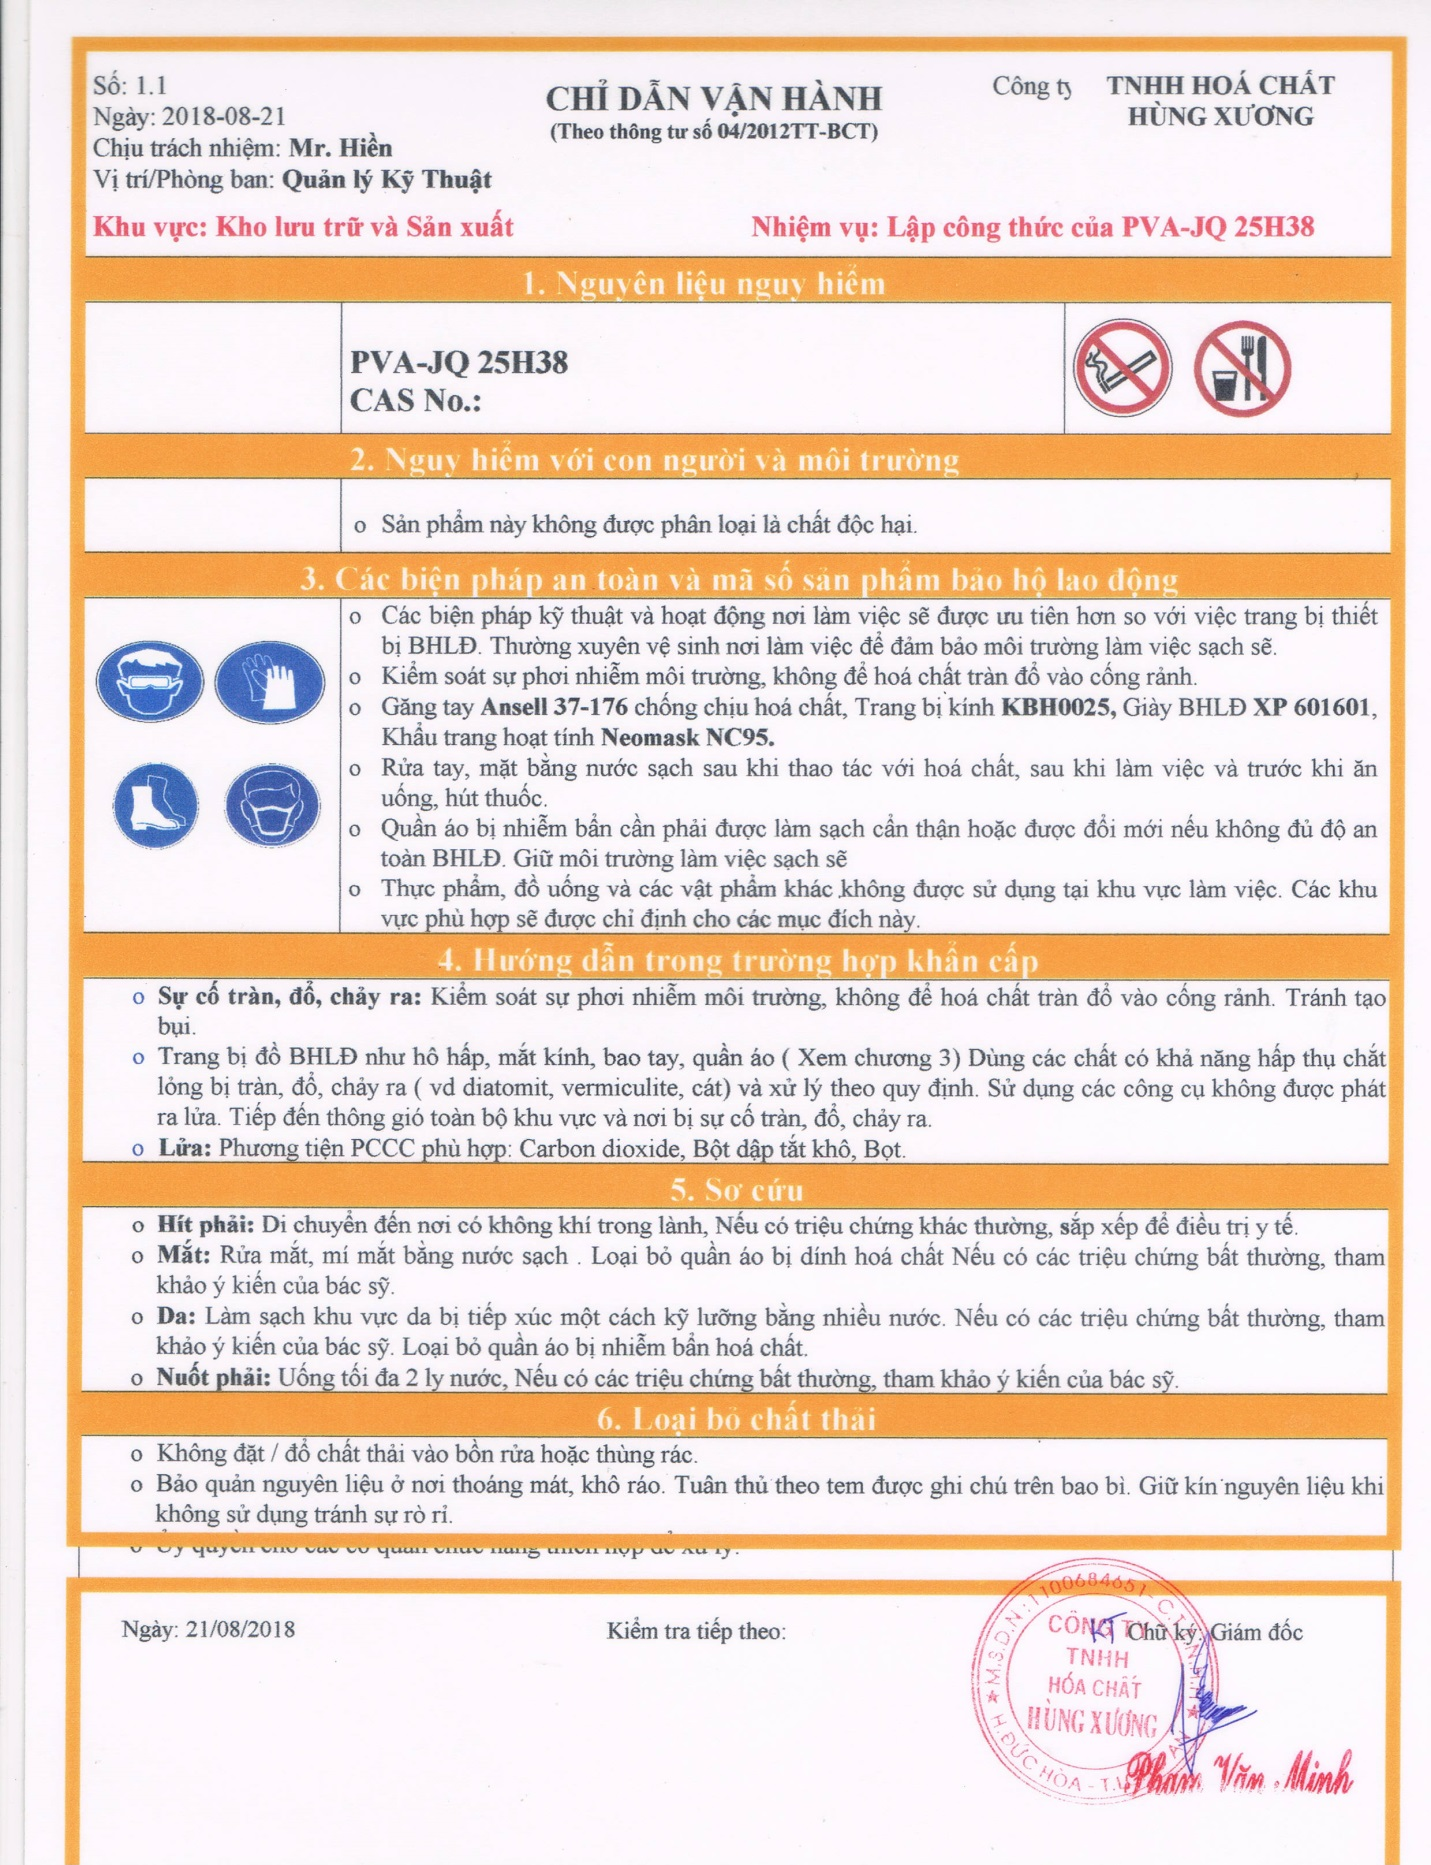 Số: 1.1
Ngày: 2018-08-21
Chịu trách nhiệm: Mr. Hiền
Vị trí/Phòng ban: Quản lý Kỹ Thuật
CHỈ DẪN VẬN HÀNH
(Theo thông tư số 04/2012TT-BCT)
Công ty TNHH HOÁ CHẤT
HÙNG XƯƠNG
Khu vực: Kho lưu trữ và Sản xuất Nhiệm vụ: Lập công thức của PVA-JQ 25H38
1. Nguyên liệu nguy hiểm
PVA-JQ 25H38
CAS No.:
2. Nguy hiểm với con người và môi trường
o Sản phẩm này không được phân loại là chất độc hại.
3. Các biện pháp an toàn và mã số sản phẩm bảo hộ lao động
o Các biện pháp kỹ thuật và hoạt động nơi làm việc sẽ được ưu tiên hơn so với việc trang bị thiết
bị BHLĐ. Thường xuyên vệ sinh nơi làm việc để đảm bảo môi trường làm việc sạch sẽ.
o Kiểm soát sự phơi nhiễm môi trường, không để hoá chất tràn đổ vào cống rảnh.
o Găng tay Ansell 37-176 chống chịu hoá chất, Trang bị kính KBH0025, Giày BHLĐ XP 601601,
Khẩu trang hoạt tính Neomask NC95.
o Rửa tay, mặt bằng nước sạch sau khi thao tác với hoá chất, sau khi làm việc và trước khi ăn
uống, hút thuốc.
o Quần áo bị nhiễm bẩn cần phải được làm sạch cẩn thận hoặc được đổi mới nếu không đủ độ an
toàn BHLĐ. Giữ môi trường làm việc sạch sẽ
o Thực phẩm, đồ uống và các vật phẩm khác không được sử dụng tại khu vực làm việc. Các khu
vực phù hợp sẽ được chỉ định cho các mục đích này.
4. Hướng dẫn trong trường hợp khẩn cấp
o Sự cố tràn, đổ, chảy ra: Kiểm soát sự phơi nhiễm môi trường, không để hoá chất tràn đổ vào cống rảnh. Tránh tạo
bụi.
o Trang bị đồ BHLĐ như hô hấp, mắt kính, bao tay, quần áo ( Xem chương 3) Dùng các chất có khả năng hấp thụ chất
lỏng bị tràn, đổ, chảy ra ( vd diatomit, vermiculite, cát) và xử lý theo quy định. Sử dụng các công cụ không được phát
ra lửa. Tiếp đến thông gió toàn bộ khu vực và nơi bị sự cố tràn, đổ, chảy ra.
o Lửa: Phương tiện PCCC phù hợp: Carbon dioxide, Bột dập tắt khô, Bọt.
5. Sơ cứu
o Hít phải: Di chuyển đến nơi có không khí trong lành, Nếu có triệu chứng khác thường, sắp xếp để điều trị y tế.
o Mắt: Rửa mắt, mí mắt bằng nước sạch . Loại bỏ quần áo bị dính hoá chất Nếu có các triệu chứng bất thường, tham
khảo ý kiến của bác sỹ.
o Da: Làm sạch khu vực da bị tiếp xúc một cách kỹ lưỡng bằng nhiều nước. Nếu có các triệu chứng bất thường, tham
khảo ý kiến của bác sỹ. Loại bỏ quần áo bị nhiễm bẩn hoá chất.
o Nuốt phải: Uống tối đa 2 ly nước, Nếu có các triệu chứng bất thường, tham khảo ý kiến của bác sỹ.
6. Loại bỏ chất thải
o Không đặt / đổ chất thải vào bồn rửa hoặc thùng rác.
o Bảo quản nguyên liệu ở nơi thoáng mát, khô ráo. Tuân thủ theo tem được ghi chú trên bao bì. Giữ kín nguyên liệu khi
không sử dụng tránh sự rò rỉ.
o Ủy quyền cho các cơ quan chức năng thích hợp để xử lý.
Ngày: 21/08/2018 Kiểm tra tiếp theo: KT Chữ ký: Giám đốc
M.S.D.N: 1100684651 - C.T.T.N.H.H
CÔNG TY
TNHH
HÓA CHẤT
HÙNG XƯƠNG
H. ĐỨC HÒA -
Phạm Văn Minh